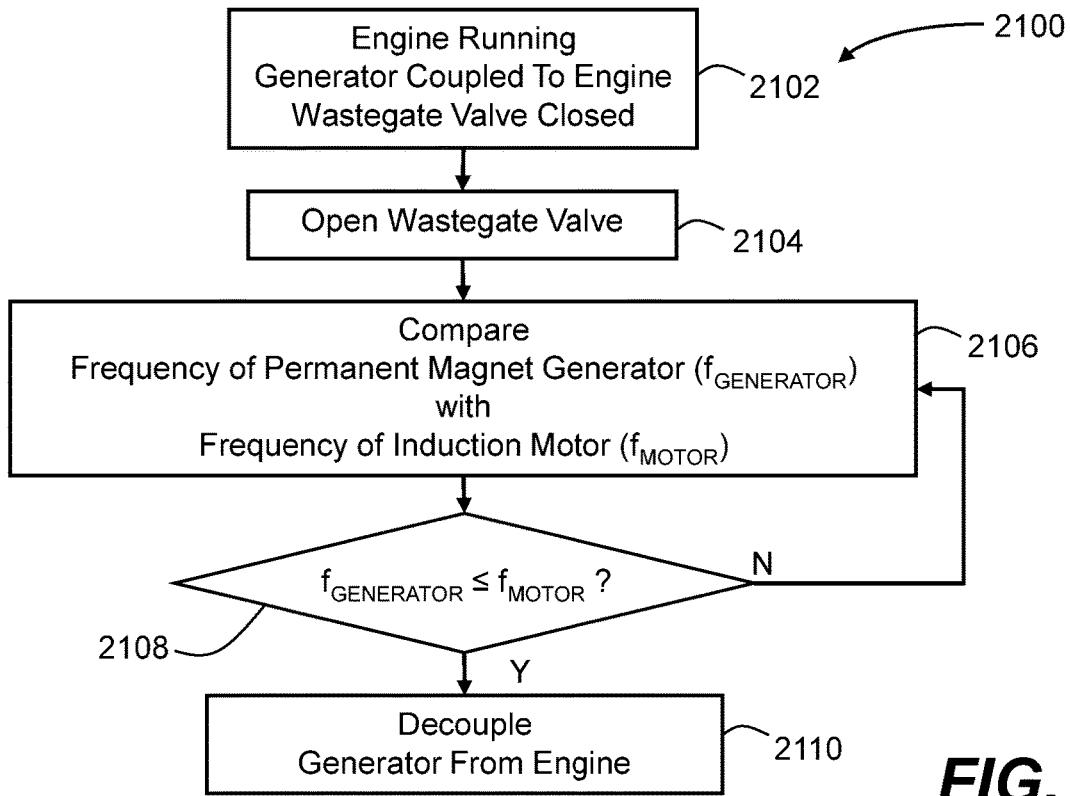 2100
Engine Running
Generator Coupled To Engine
Wastegate Valve Closed
2102
Open Wastegate Valve
2104
Compare
Frequency of Permanent Magnet Generator (fGENERATOR)
with
Frequency of Induction Motor (fMOTOR)
2106
fGENERATOR ≤ fMOTOR ?
N
2108
Y
Decouple
Generator From Engine
2110
FIG.